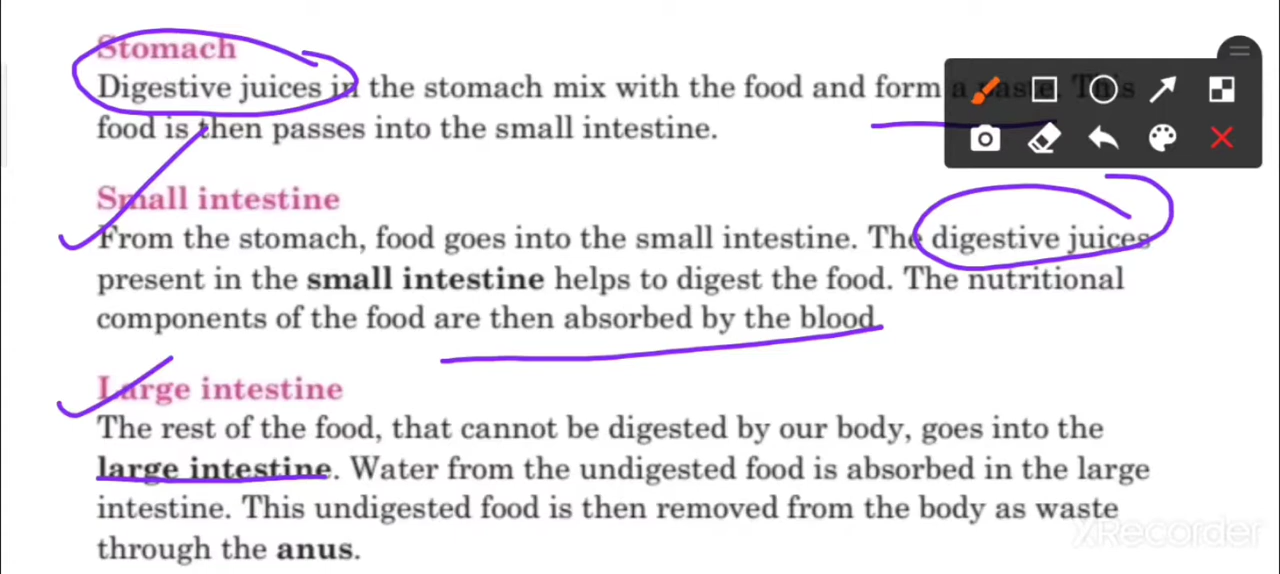 Stomach
Digestive juices in the stomach mix with the food and form a paste. This
food is then passes into the small intestine.
Small intestine
From the stomach, food goes into the small intestine. The digestive juices
present in the small intestine helps to digest the food. The nutritional
components of the food are then absorbed by the blood.
Large intestine
The rest of the food, that cannot be digested by our body, goes into the
large intestine. Water from the undigested food is absorbed in the large
intestine. This undigested food is then removed from the body as waste
through the anus.
XRecorder